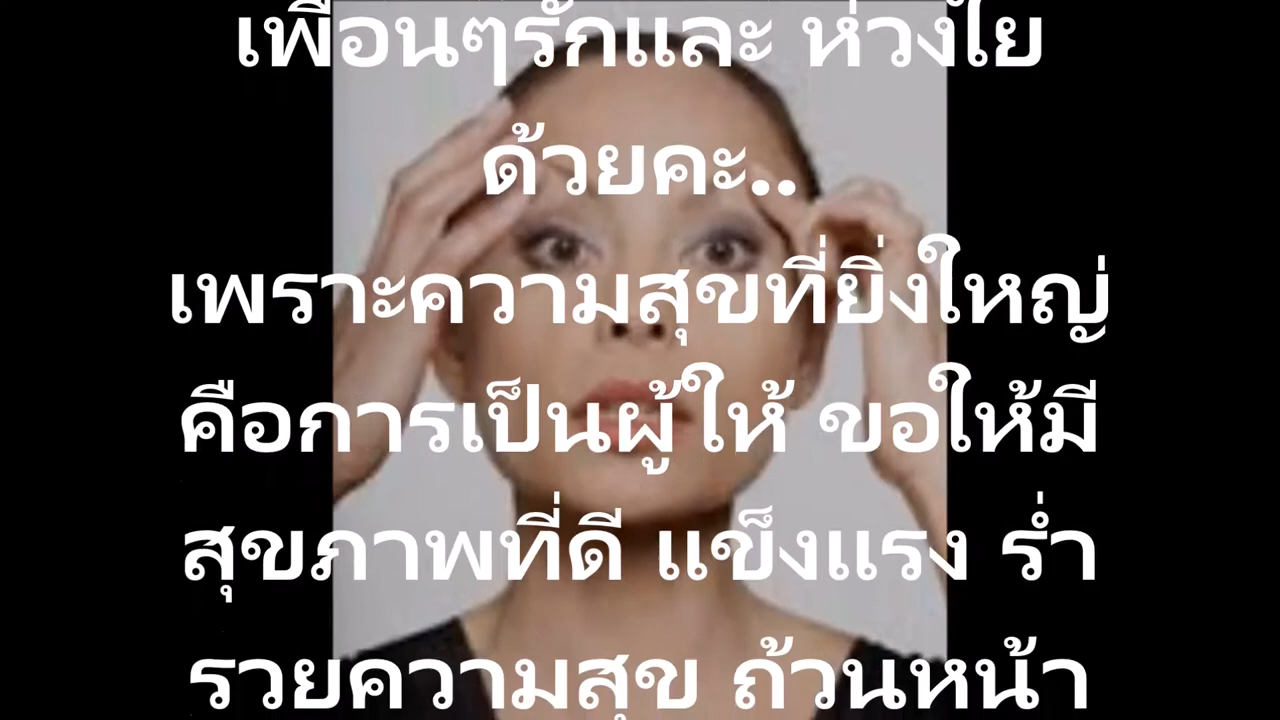 เพื่อนๆรักและ ห่วงใย
ด้วยคะ..
เพราะความสุขที่ยิ่งใหญ่
คือการเป็นผู้ให้ ขอให้มี
สุขภาพที่ดี แข็งแรง ร่ำ
รวยความสุข ถ้วนหน้า